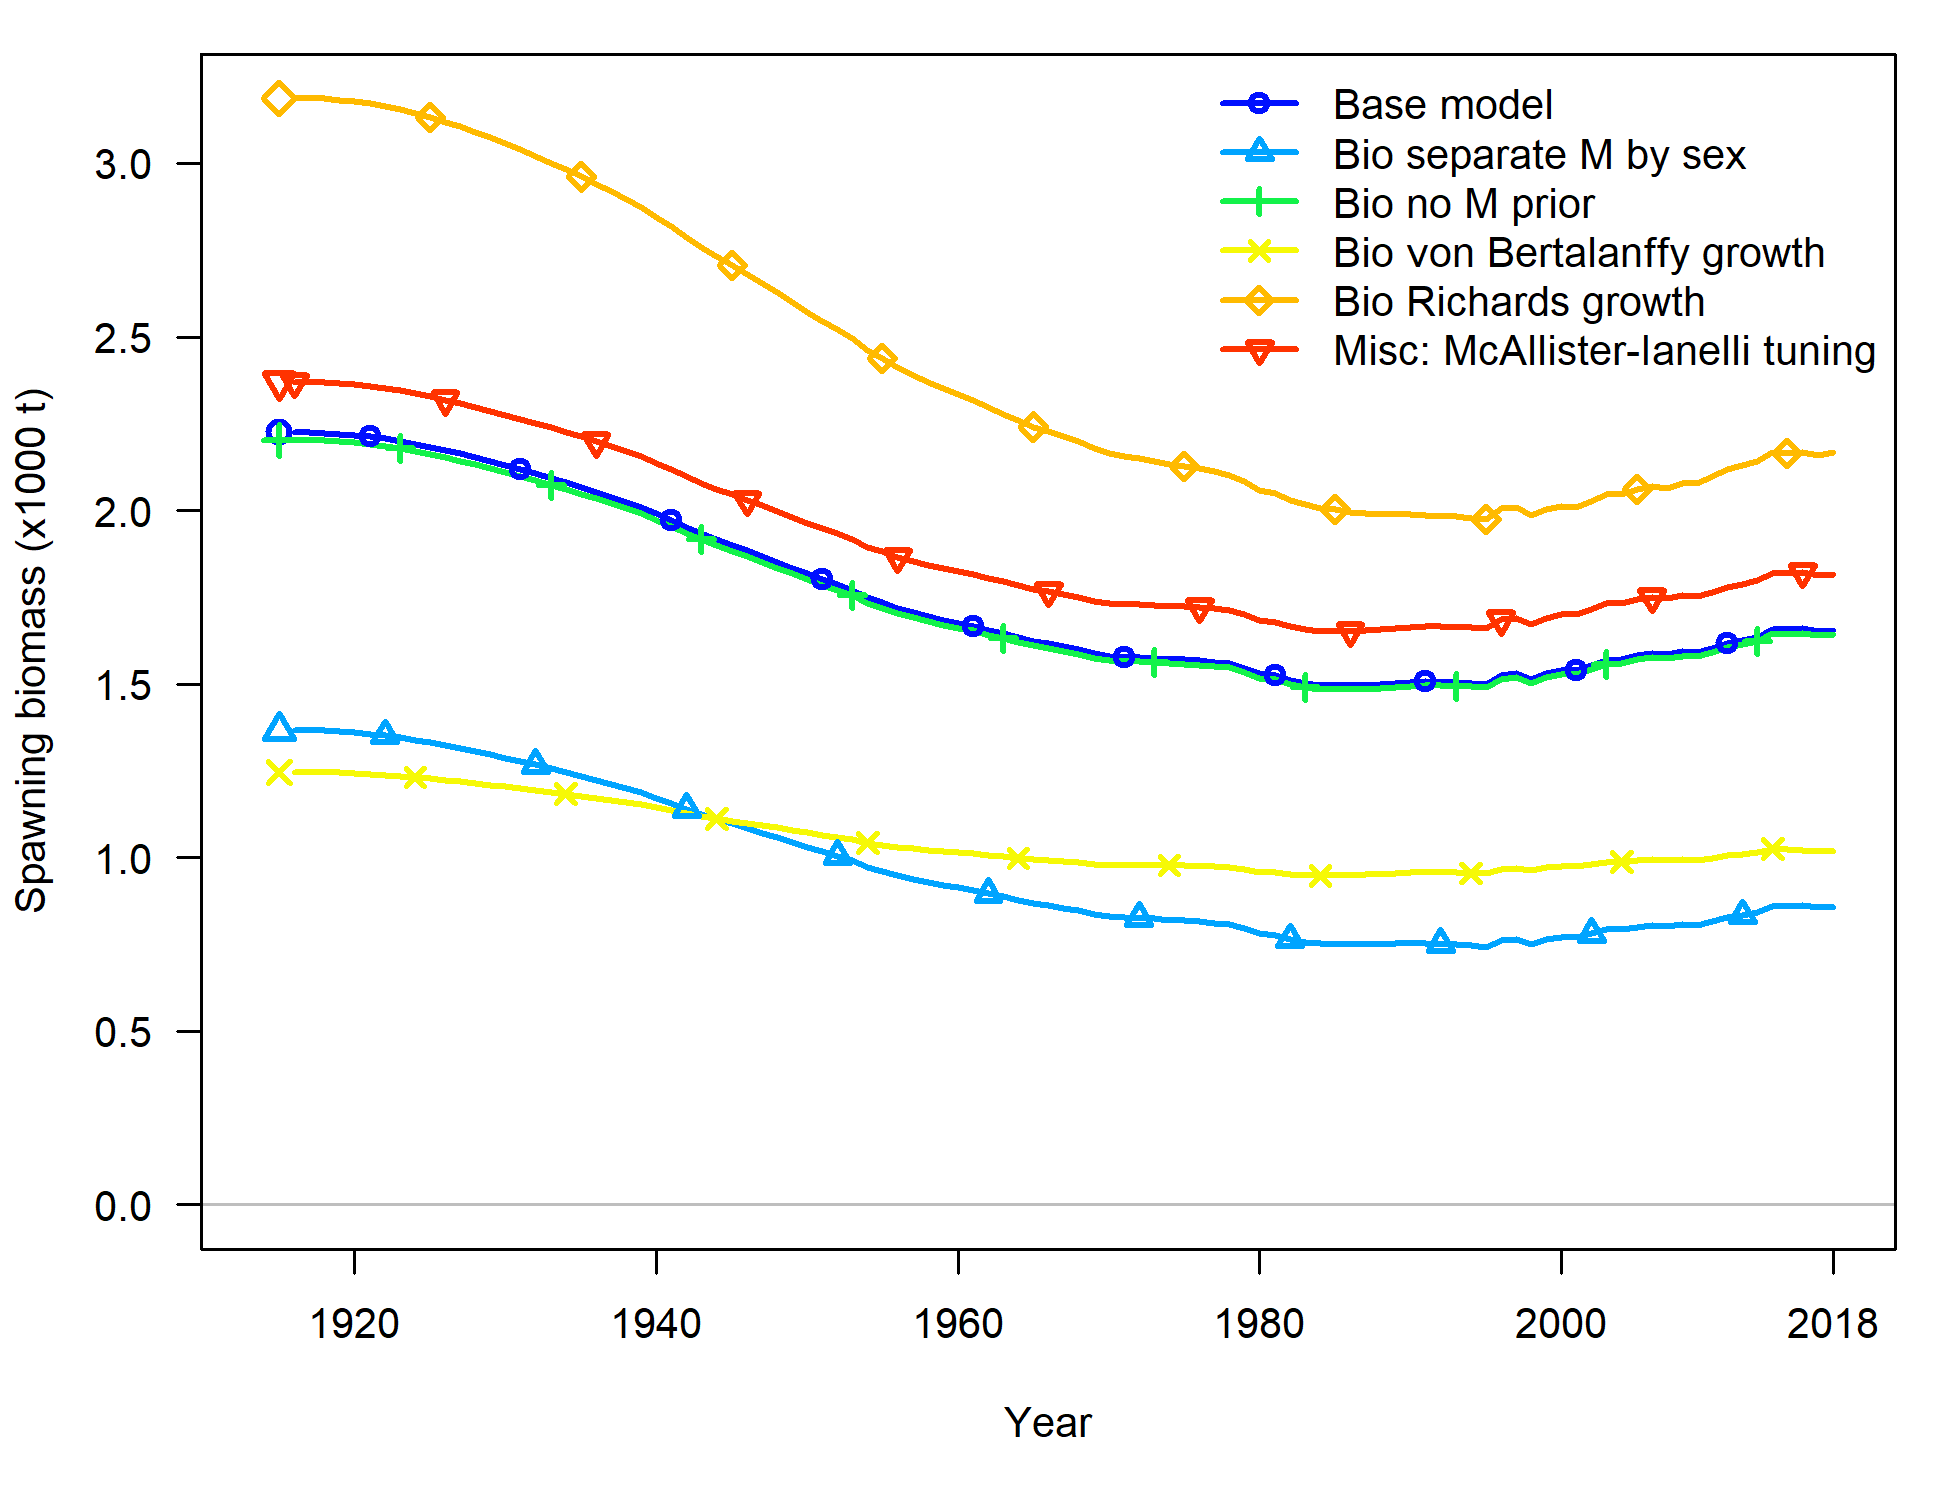 Base model
Bio separate M by sex
Bio no M prior
Bio von Bertalanffy growth
Bio Richards growth
Misc: McAllister-Ianelli tuning
Spawning biomass (x1000 t)
3.0
2.5
2.0
1.5
1.0
0.5
0.0
1920 1940 1960 1980 2000 2018
Year